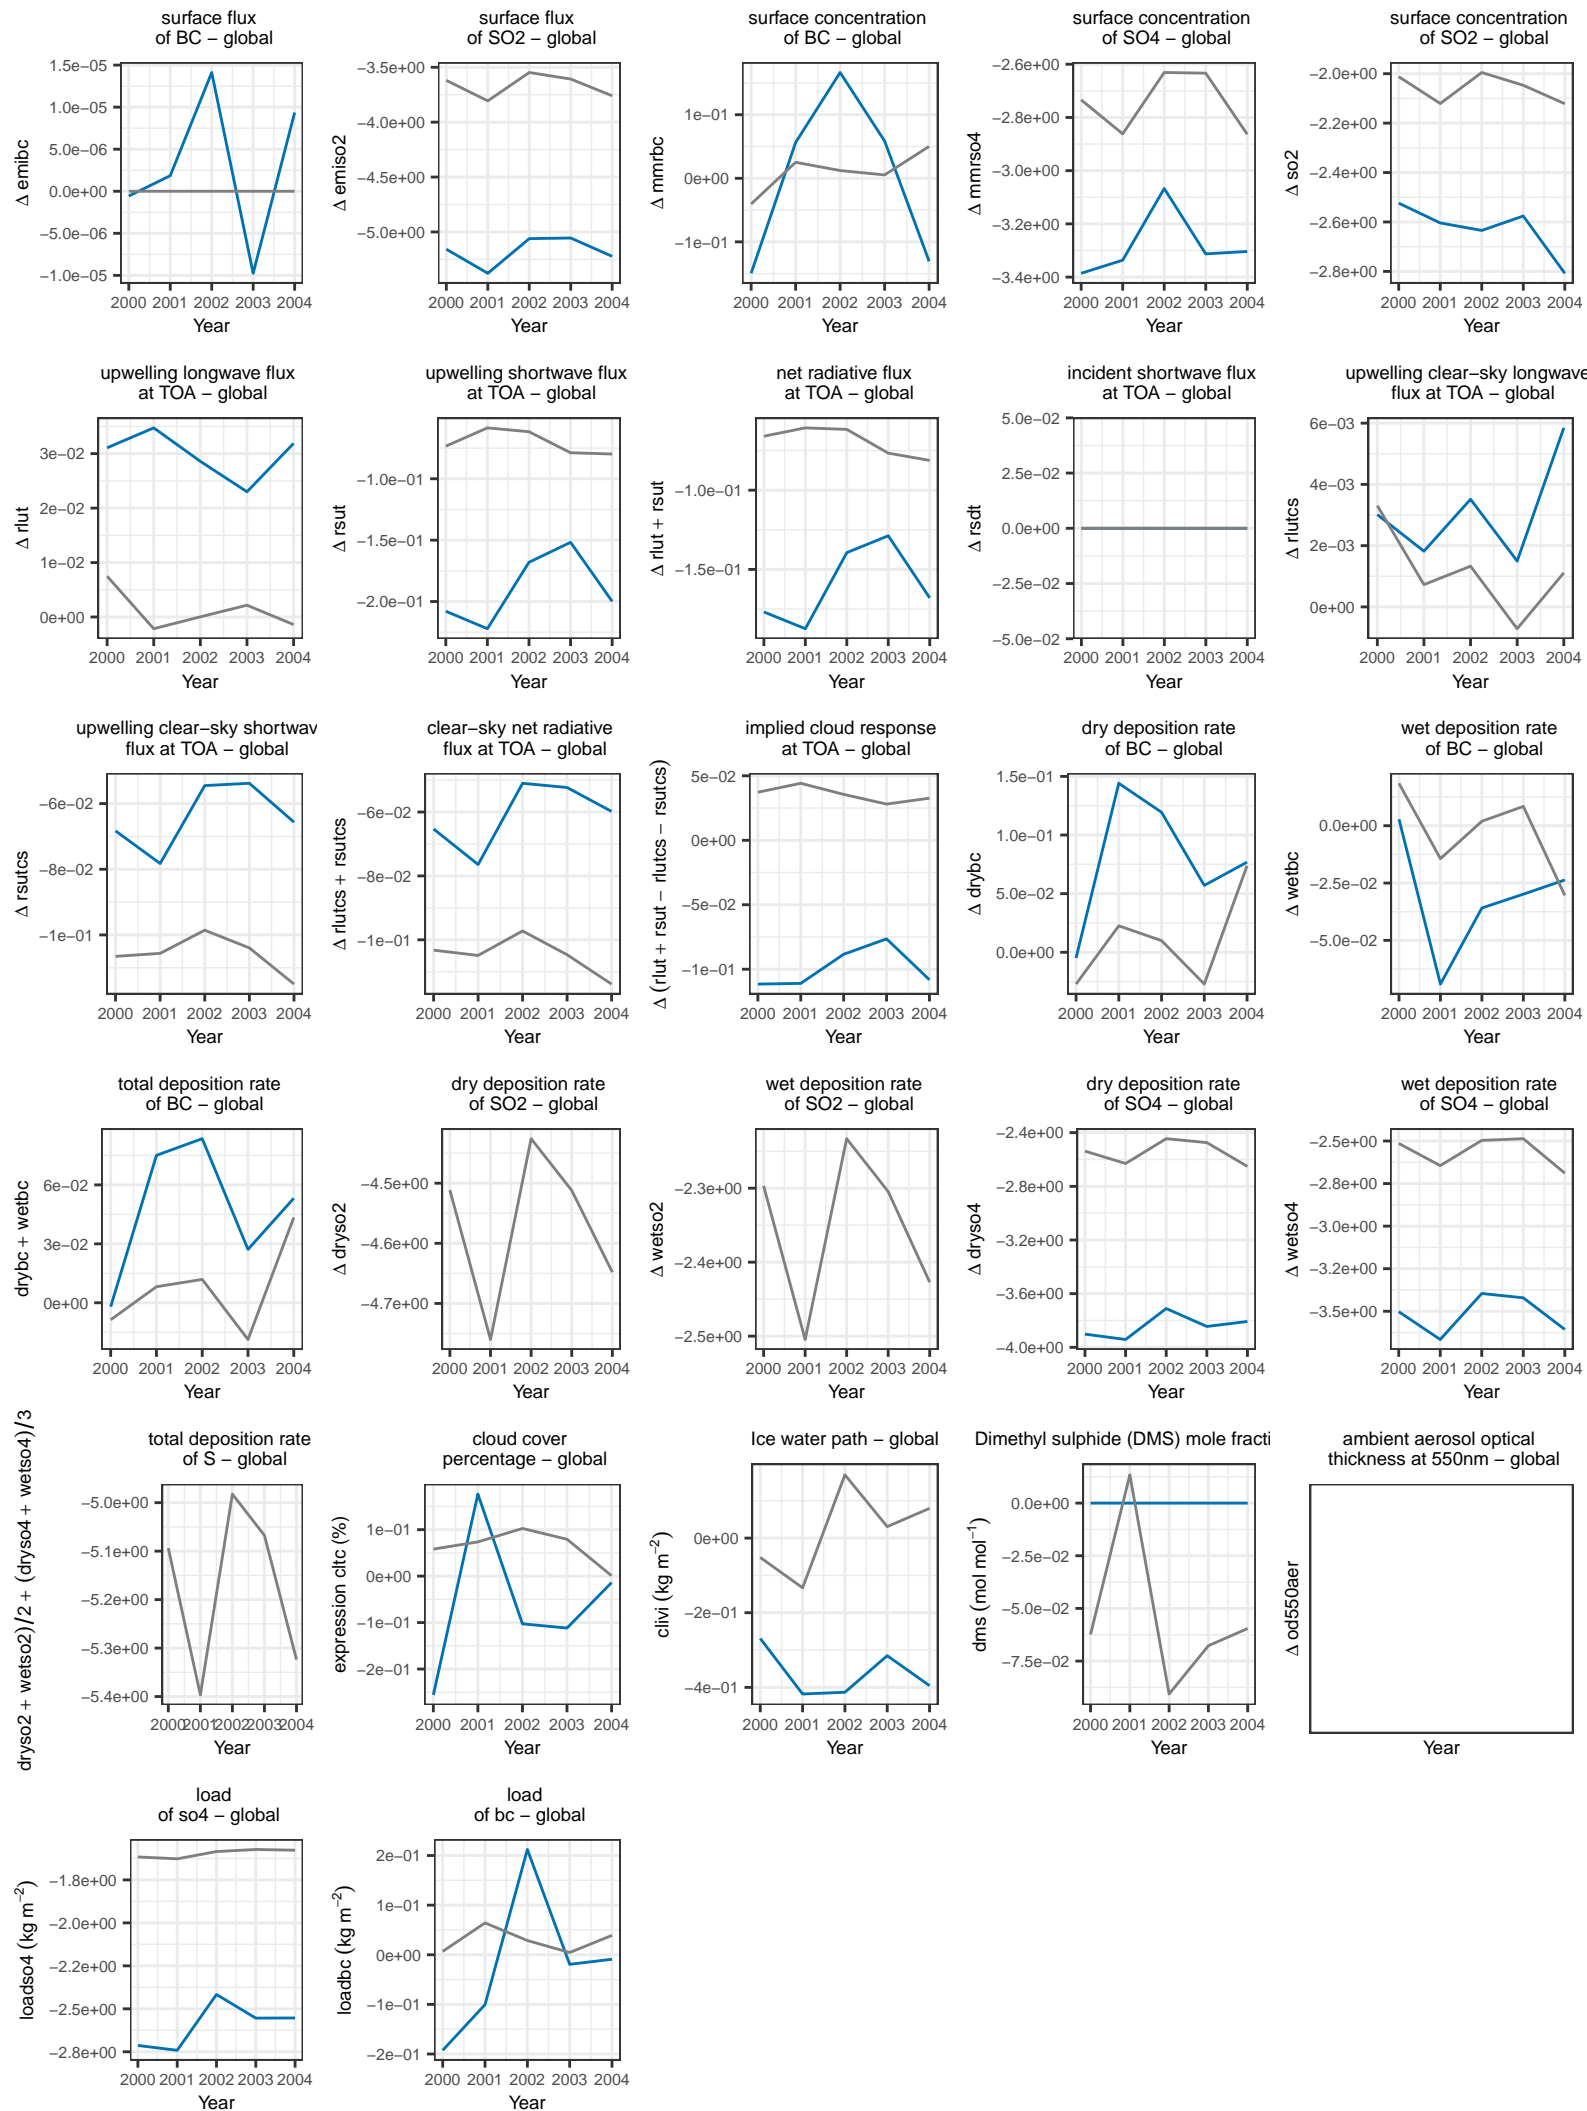 surface flux
of BC − global
Δ emibc
1.5e−05
1.0e−05
5.0e−06
0.0e+00
−5.0e−06
−1.0e−05
2000 2001 2002 2003 2004
Year
surface flux
of SO2 − global
Δ emiso2
−3.5e+00
−4.0e+00
−4.5e+00
−5.0e+00
2000 2001 2002 2003 2004
Year
surface concentration
of BC − global
Δ mmrbc
1e−01
0e+00
−1e−01
2000 2001 2002 2003 2004
Year
surface concentration
of SO4 − global
Δ mmrso4
−2.6e+00
−2.8e+00
−3.0e+00
−3.2e+00
−3.4e+00
2000 2001 2002 2003 2004
Year
surface concentration
of SO2 − global
Δ so2
−2.0e+00
−2.2e+00
−2.4e+00
−2.6e+00
−2.8e+00
2000 2001 2002 2003 2004
Year
upwelling longwave flux
at TOA − global
Δ rlut
3e−02
2e−02
1e−02
0e+00
2000 2001 2002 2003 2004
Year
upwelling shortwave flux
at TOA − global
Δ rsut
−1.0e−01
−1.5e−01
−2.0e−01
2000 2001 2002 2003 2004
Year
net radiative flux
at TOA − global
Δ rlut + rsut
−1.0e−01
−1.5e−01
2000 2001 2002 2003 2004
Year
incident shortwave flux
at TOA − global
Δ rsdt
5.0e−02
2.5e−02
0.0e+00
−2.5e−02
−5.0e−02
2000 2001 2002 2003 2004
Year
upwelling clear−sky longwave
flux at TOA − global
Δ rlutcs
6e−03
4e−03
2e−03
0e+00
2000 2001 2002 2003 2004
Year
upwelling clear−sky shortwav
flux at TOA − global
Δ rsutcs
−6e−02
−8e−02
−1e−01
2000 2001 2002 2003 2004
Year
clear−sky net radiative
flux at TOA − global
Δ rlutcs + rsutcs
−6e−02
−8e−02
−1e−01
2000 2001 2002 2003 2004
Year
implied cloud response
at TOA − global
Δ (rlut + rsut − rlutcs − rsutcs)
5e−02
0e+00
−5e−02
−1e−01
2000 2001 2002 2003 2004
Year
dry deposition rate
of BC − global
Δ drybc
1.5e−01
1.0e−01
5.0e−02
0.0e+00
2000 2001 2002 2003 2004
Year
wet deposition rate
of BC − global
Δ wetbc
0.0e+00
−2.5e−02
−5.0e−02
2000 2001 2002 2003 2004
Year
total deposition rate
of BC − global
drybc + wetbc
6e−02
3e−02
0e+00
2000 2001 2002 2003 2004
Year
dry deposition rate
of SO2 − global
Δ dryso2
−4.5e+00
−4.6e+00
−4.7e+00
2000 2001 2002 2003 2004
Year
wet deposition rate
of SO2 − global
Δ wetso2
−2.3e+00
−2.4e+00
−2.5e+00
2000 2001 2002 2003 2004
Year
dry deposition rate
of SO4 − global
Δ dryso4
−2.4e+00
−2.8e+00
−3.2e+00
−3.6e+00
−4.0e+00
2000 2001 2002 2003 2004
Year
wet deposition rate
of SO4 − global
Δ wetso4
−2.5e+00
−2.8e+00
−3.0e+00
−3.2e+00
−3.5e+00
2000 2001 2002 2003 2004
Year
total deposition rate
of S − global
dryso2 + wetso2)/2 + (dryso4 + wetso4)/3
−5.0e+00
−5.1e+00
−5.2e+00
−5.3e+00
−5.4e+00
2000 2001 2002 2003 2004
Year
cloud cover
percentage − global
expression cltc (%)
1e−01
0e+00
−1e−01
−2e−01
2000 2001 2002 2003 2004
Year
Ice water path − global
clivi (kg m⁻²)
0e+00
−2e−01
−4e−01
2000 2001 2002 2003 2004
Year
Dimethyl sulphide (DMS) mole fracti
dms (mol mol⁻¹)
0.0e+00
−2.5e−02
−5.0e−02
−7.5e−02
2000 2001 2002 2003 2004
Year
ambient aerosol optical
thickness at 550nm − global
Δ od550aer
Year
load
of so4 − global
loadso4 (kg m⁻²)
−1.8e+00
−2.0e+00
−2.2e+00
−2.5e+00
−2.8e+00
2000 2001 2002 2003 2004
Year
load
of bc − global
loadbc (kg m⁻²)
2e−01
1e−01
0e+00
−1e−01
−2e−01
2000 2001 2002 2003 2004
Year